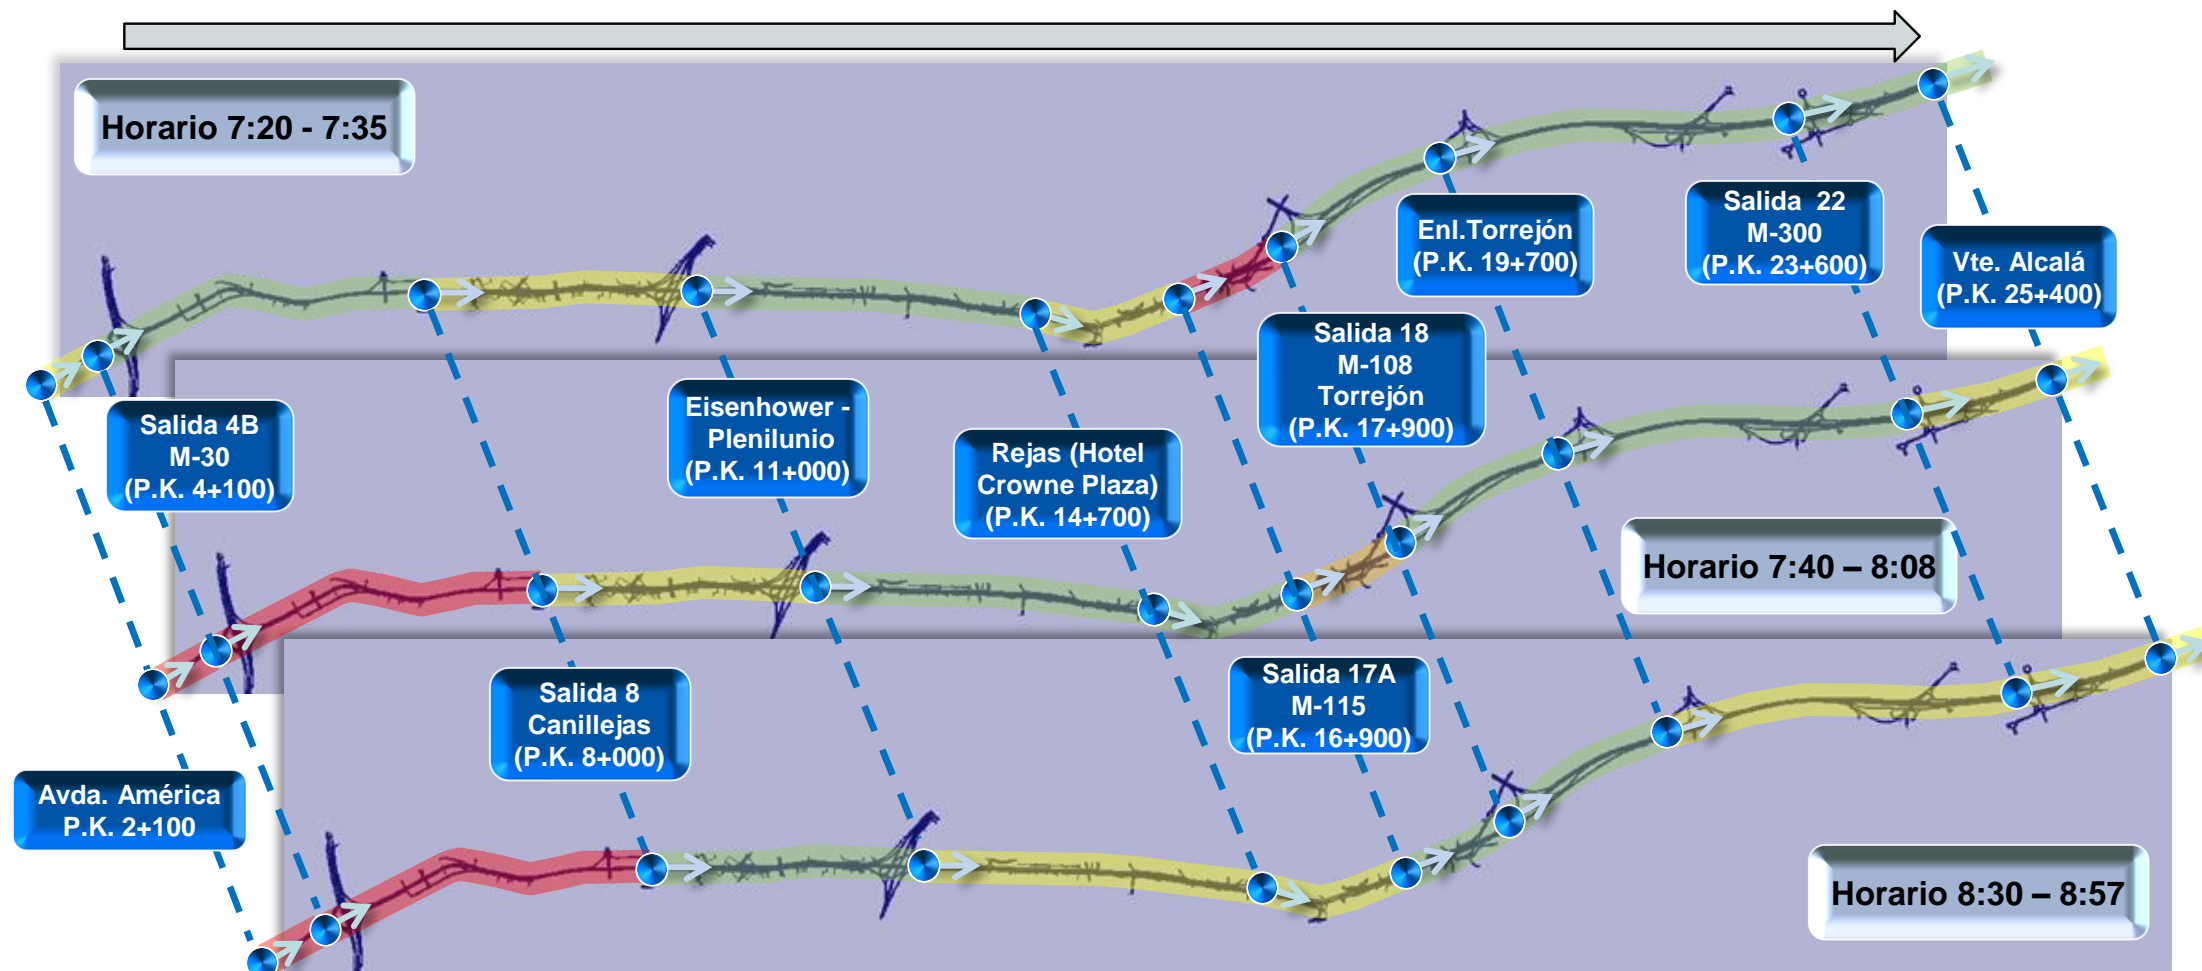 Horario 7:20 - 7:35
Salida 22
M-300
(P.K. 23+600)
Enl.Torrejón
(P.K. 19+700)
Vte. Alcalá
(P.K. 25+400)
Salida 18
M-108
Torrejón
(P.K. 17+900)
Eisenhower -
Plenilunio
(P.K. 11+000)
Salida 4B
M-30
(P.K. 4+100)
Rejas (Hotel
Crowne Plaza)
(P.K. 14+700)
Horario 7:40 – 8:08
Salida 17A
M-115
(P.K. 16+900)
Salida 8
Canillejas
(P.K. 8+000)
Avda. América
P.K. 2+100
Horario 8:30 – 8:57